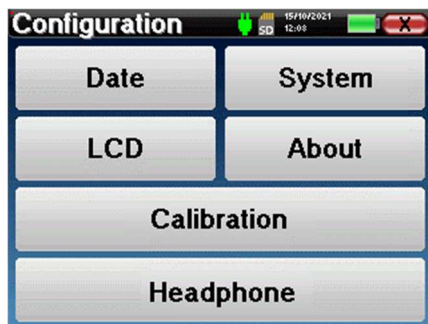 Configuration SD 15/10/2021 X
12:08
Date System
LCD About
Calibration
Headphone